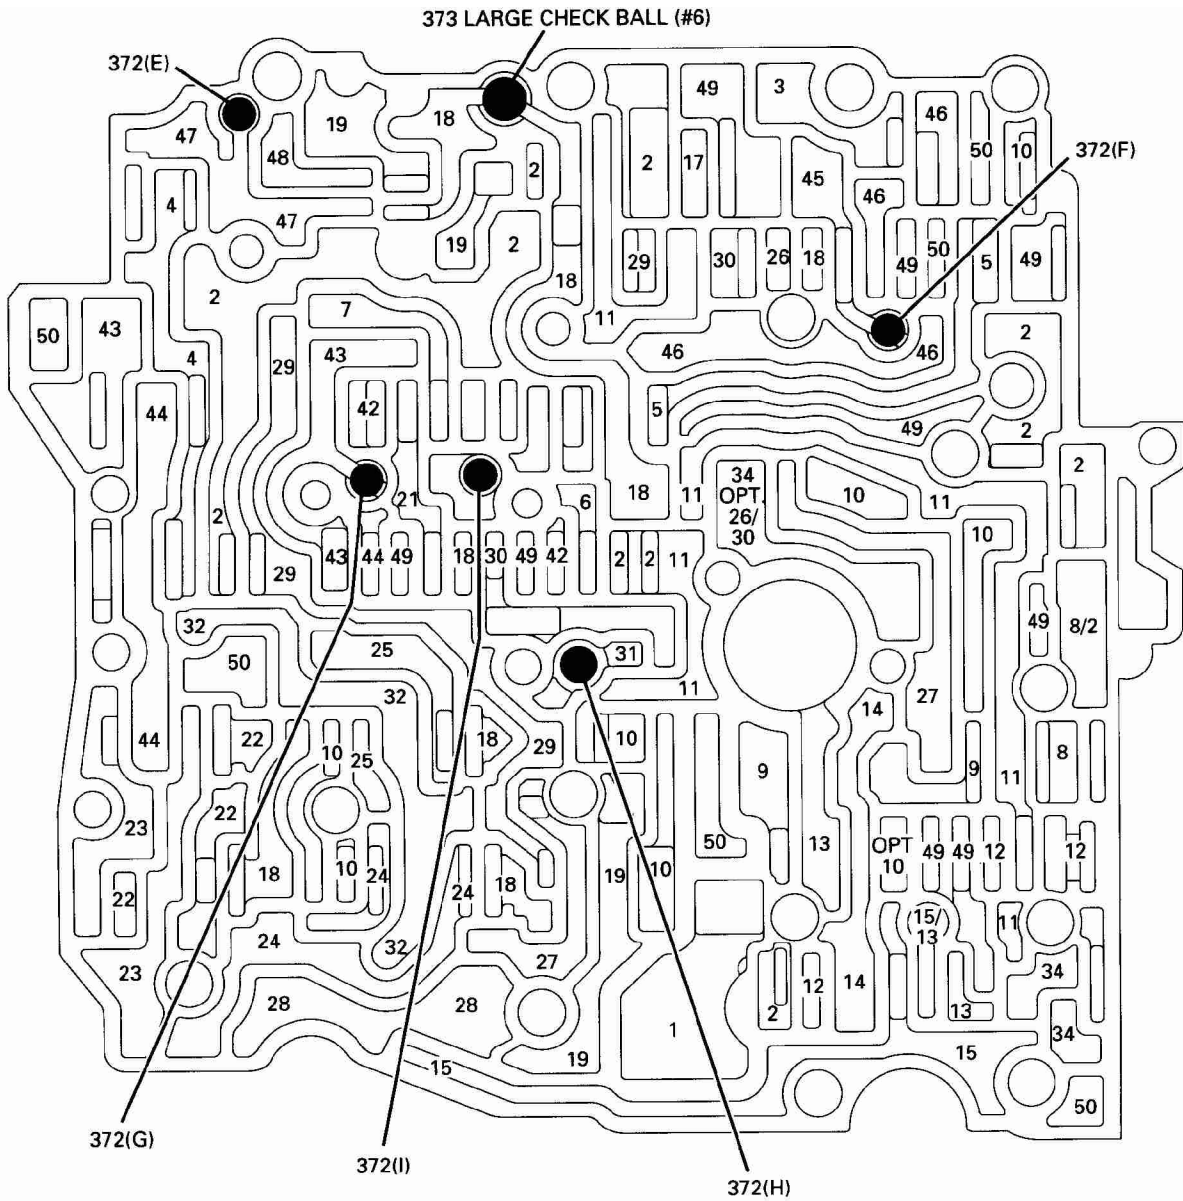 373 LARGE CHECK BALL (#6)
372(E)
372(F)
47 48 19 18 2 49 3 46 50 10
2 17 45 46
4 47 19 2 18 29 30 26 18 49 50 5 49
2 7 11 46 46 2
50 43 4 29 43
44 42 5 49 2 2
2 21 6 18 11 34 10 11
OPT.
26/
30
10
29 43 44 49 18 30 49 42 2 2 11
32 25 31 49 8/2
50 32 11 14 27
44 22 10 25 18 29 10 9 9 11 8
23 22 50 13
22 18 10 24 24 18 19 10 OPT 49 49 12 12
10
24 32 27 15/ 11
13
23 28 28 1 2 12 14 13 34
15 19 15 34
50
372(G)
372(I)
372(H)